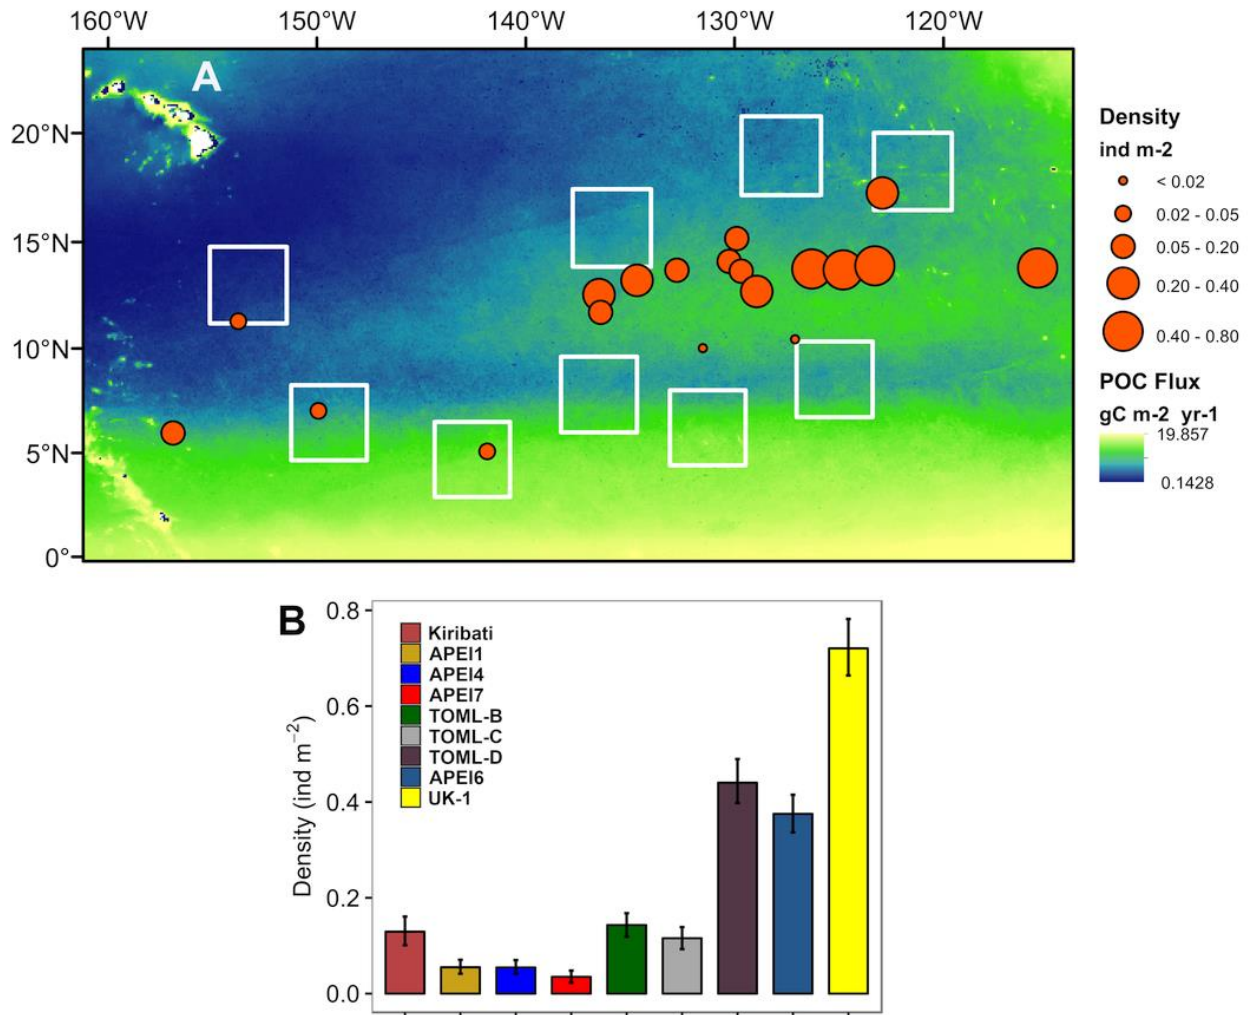 160°W 150°W 140°W 130°W 120°W
A
20°N
15°N
10°N
5°N
0°
Density
ind m-2
< 0.02
0.02 - 0.05
0.05 - 0.20
0.20 - 0.40
0.40 - 0.80
POC Flux
gC m-2 yr-1
19.857
0.1428
B
Density (ind m⁻²)
0.8
0.6
0.4
0.2
0.0
Kiribati
APEI1
APEI4
APEI7
TOML-B
TOML-C
TOML-D
APEI6
UK-1